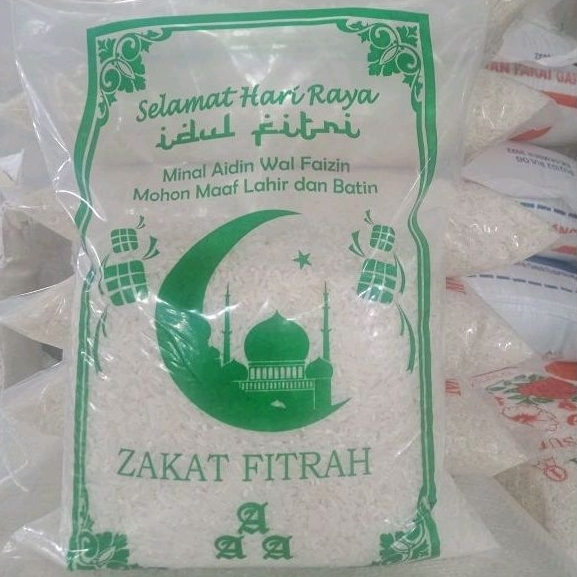 Selamat Hari Raya
idul fitri
Minal Aidin Wal Faizin
Mohon Maaf Lahir dan Batin
ZAKAT FITRAH
A
A A